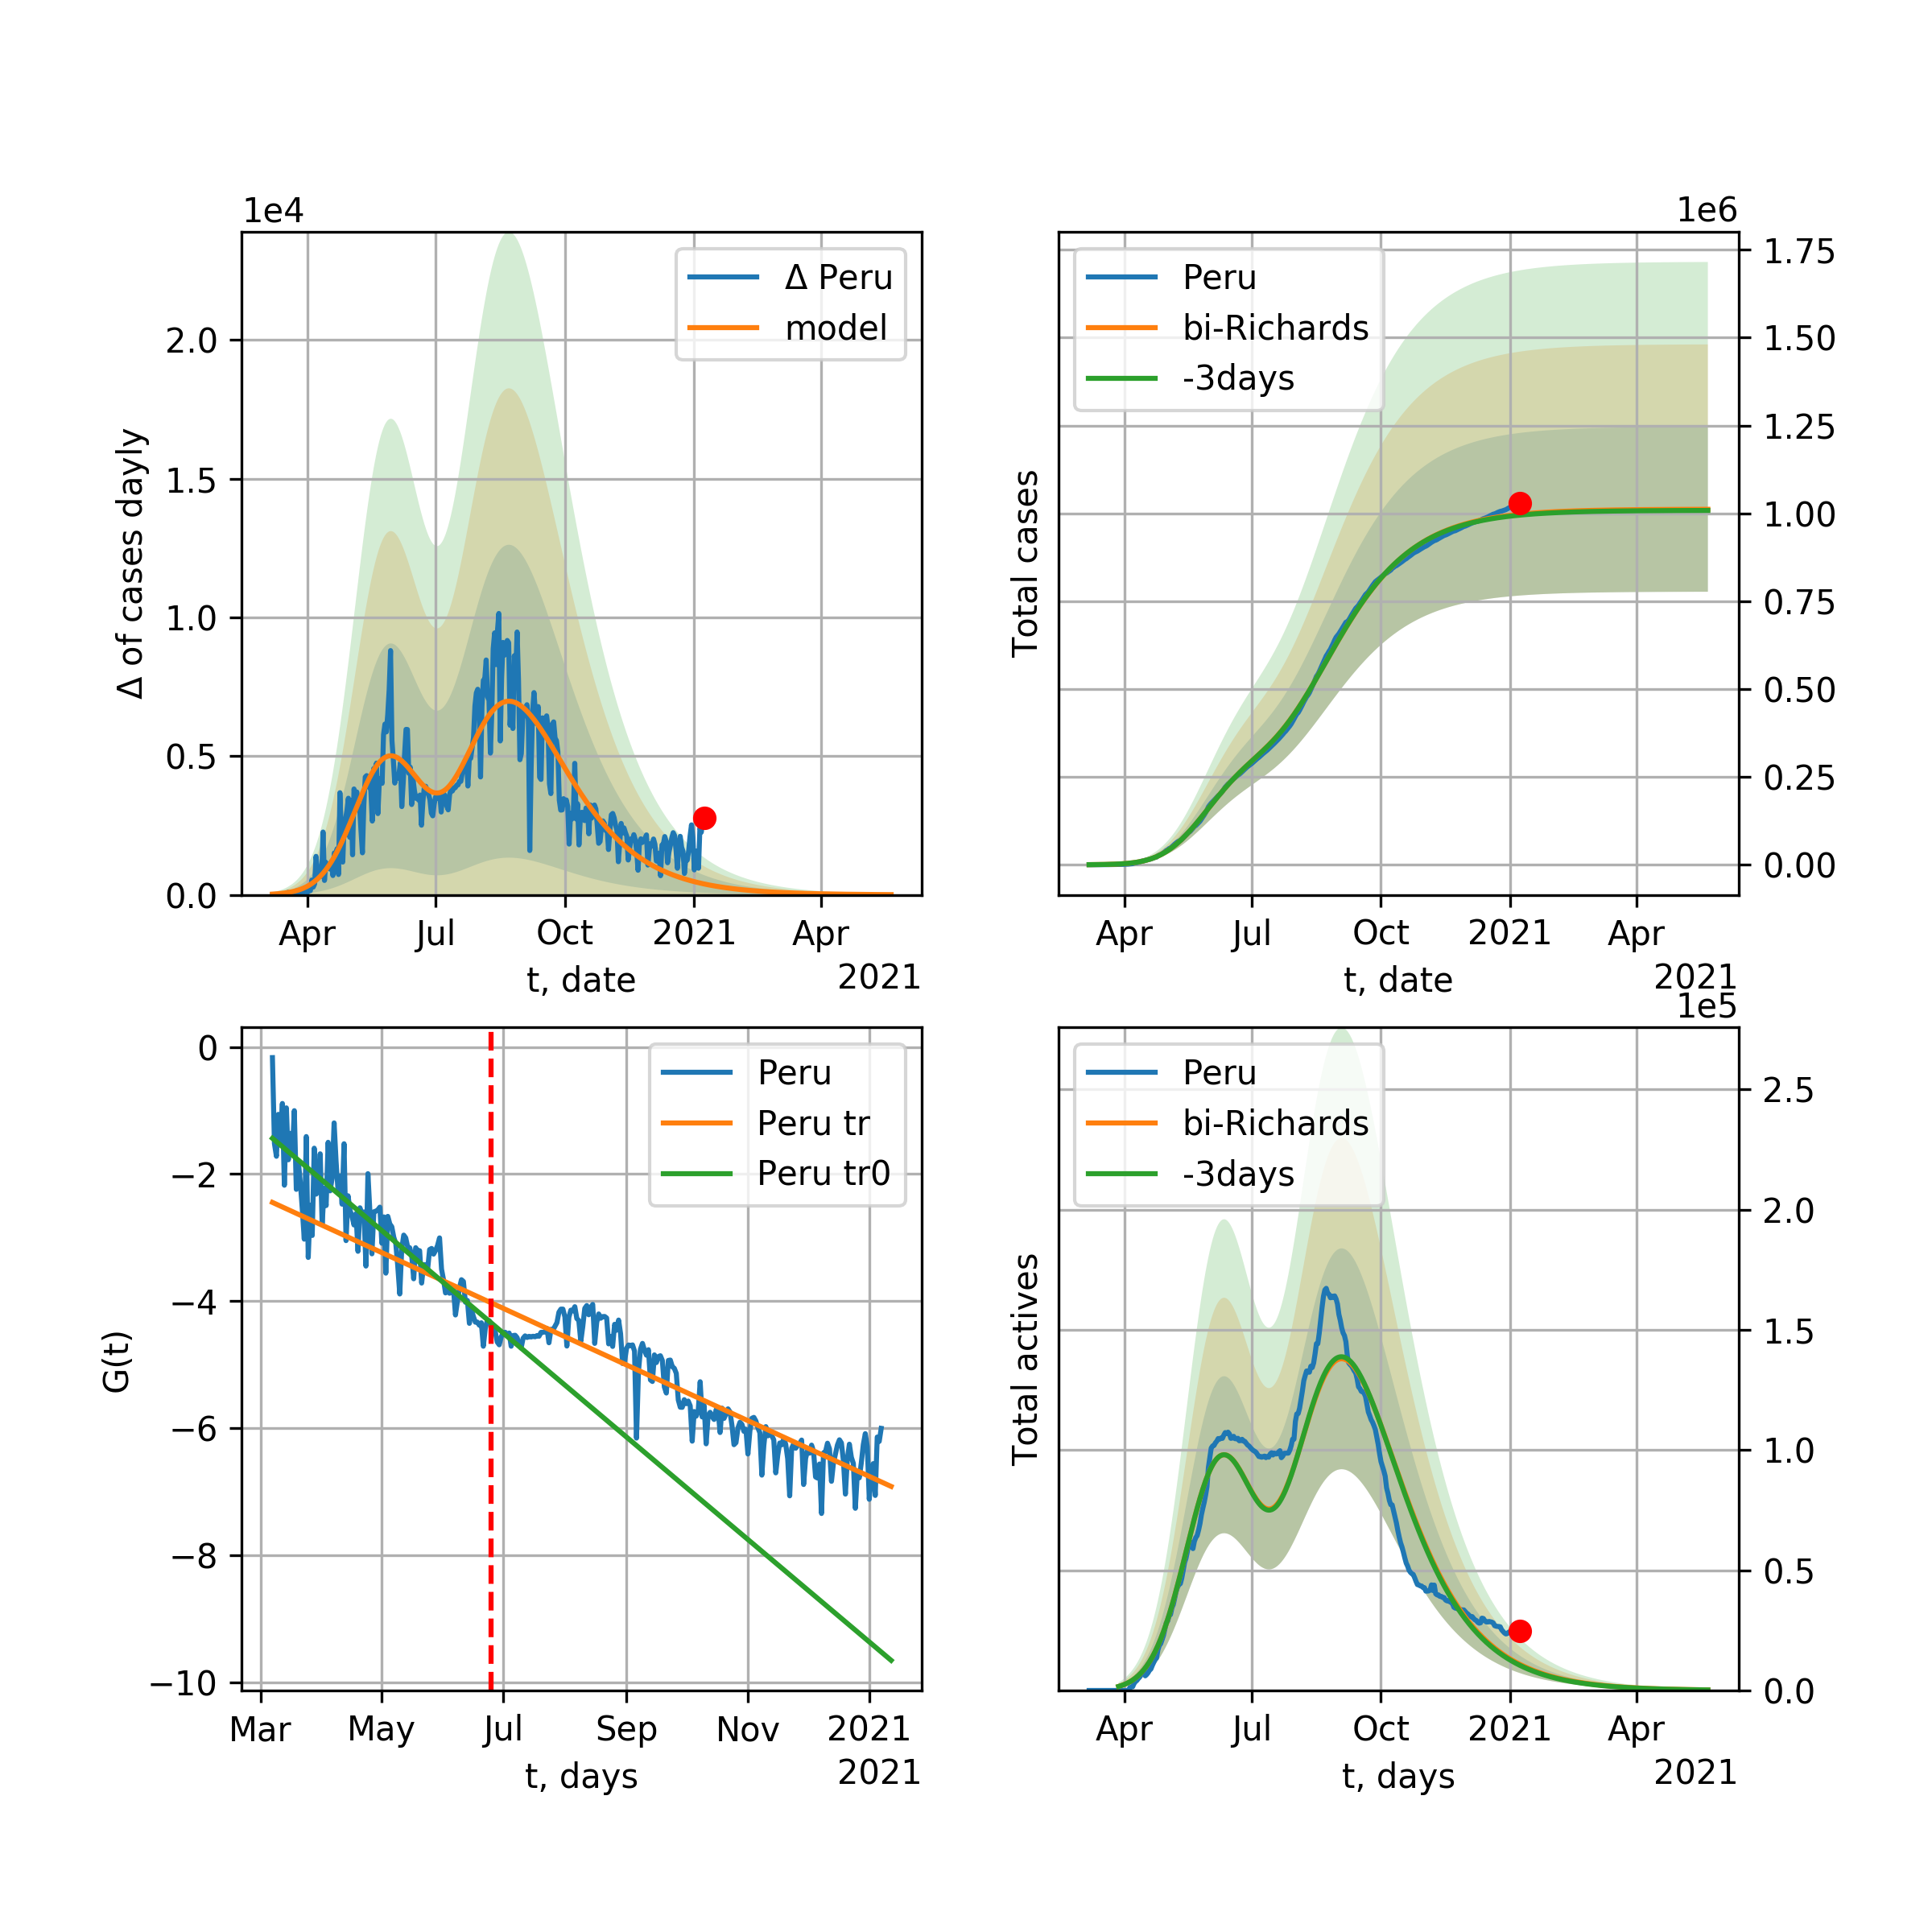 1e4
Δ of cases dayly
2.0
1.5
1.0
0.5
0.0
Δ Peru
model
Apr Jul Oct 2021 Apr
t, date
2021
1e6
Total cases
Peru
bi-Richards
-3days
1.75
1.50
1.25
1.00
0.75
0.50
0.25
0.00
Apr Jul Oct 2021 Apr
t, date
2021
G(t)
0
−2
−4
−6
−8
−10
Peru
Peru tr
Peru tr0
Mar May Jul Sep Nov 2021
t, days
2021
1e5
Total actives
Peru
bi-Richards
-3days
2.5
2.0
1.5
1.0
0.5
0.0
Apr Jul Oct 2021 Apr
t, days
2021